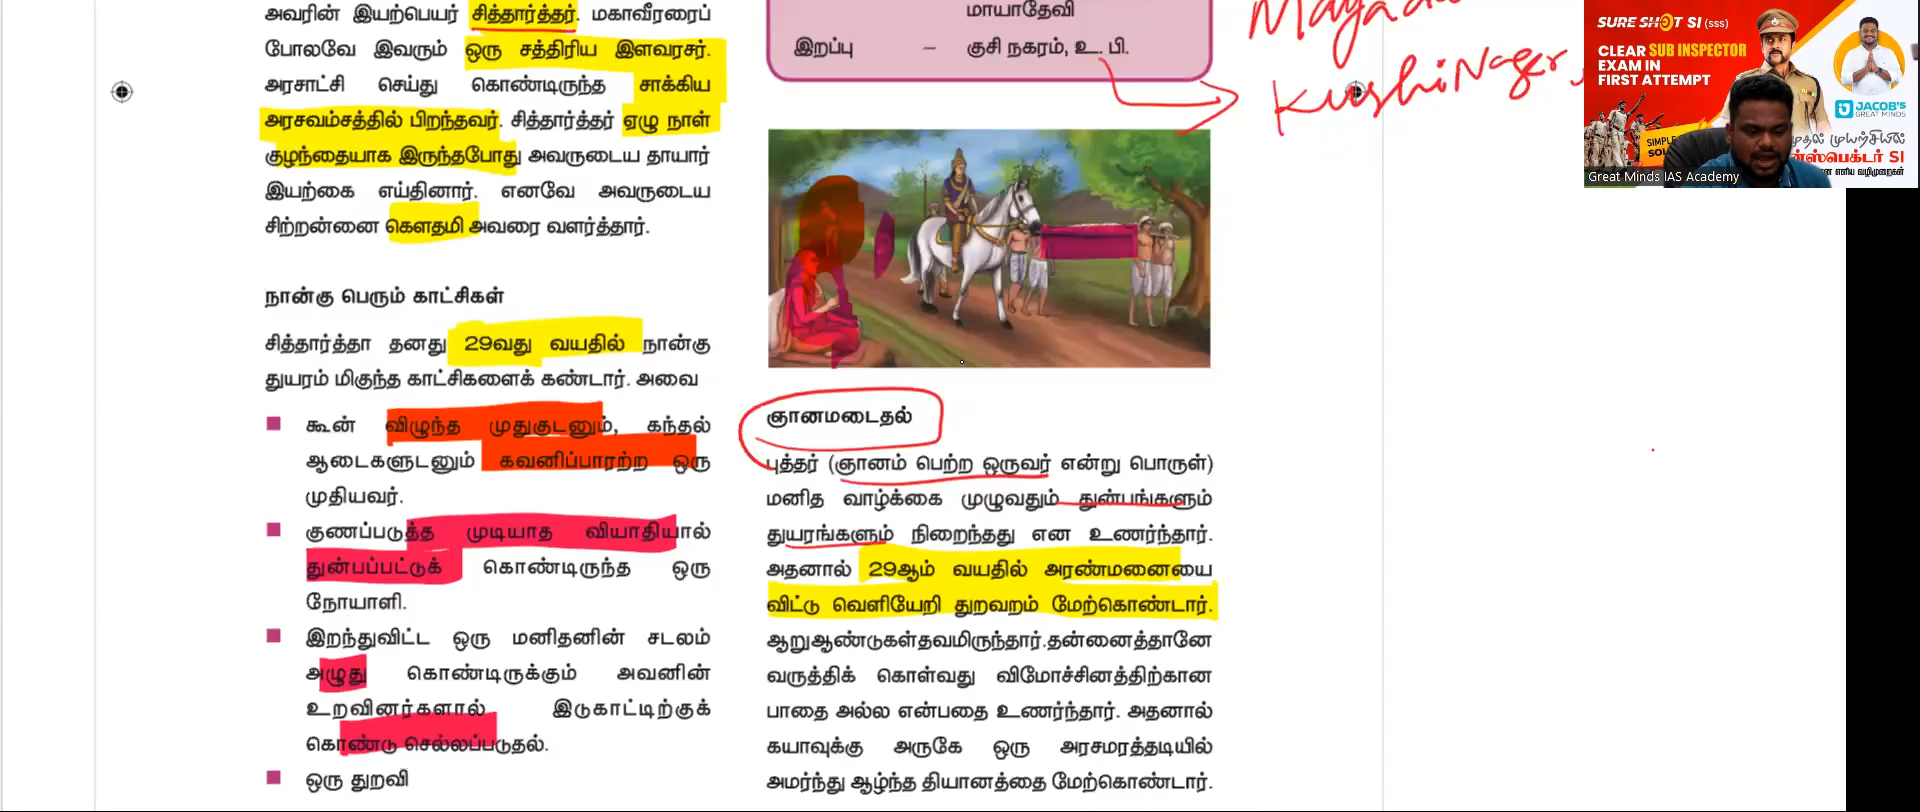 அவரின் இயற்பெயர் சித்தார்த்தர். மகாவீரரைப்
போலவே இவரும் ஒரு சத்திரிய இளவரசர்.
அரசாட்சி செய்து கொண்டிருந்த சாக்கிய
அரசவம்சத்தில் பிறந்தவர். சித்தார்த்தர் ஏழு நாள்
குழந்தையாக இருந்தபோது அவருடைய தாயார்
இயற்கை எய்தினார். எனவே அவருடைய
சிற்றன்னை கௌதமி அவரை வளர்த்தார்.
நான்கு பெரும் காட்சிகள்
சித்தார்த்தா தனது 29வது வயதில் நான்கு
துயரம் மிகுந்த காட்சிகளைக் கண்டார். அவை
கூன் விழுந்த முதுகுடனும், கந்தல்
ஆடைகளுடனும் கவனிப்பாரற்ற ஒரு
முதியவர்.
குணப்படுத்த முடியாத வியாதியால்
துன்பப்பட்டுக் கொண்டிருந்த ஒரு
நோயாளி.
இறந்துவிட்ட ஒரு மனிதனின் சடலம்
அழுது கொண்டிருக்கும் அவனின்
உறவினர்களால் இடுகாட்டிற்குக்
கொண்டு செல்லப்படுதல்.
ஒரு துறவி
மாயாதேவி
இறப்பு – குசி நகரம், உ. பி.
KushiNager,
ஞானமடைதல்
புத்தர் (ஞானம் பெற்ற ஒருவர் என்று பொருள்)
மனித வாழ்க்கை முழுவதும் துன்பங்களும்
துயரங்களும் நிறைந்தது என உணர்ந்தார்.
அதனால் 29ஆம் வயதில் அரண்மனையை
விட்டு வெளியேறி துறவறம் மேற்கொண்டார்.
ஆறுஆண்டுகள்தவமிருந்தார்.தன்னைத்தானே
வருத்திக் கொள்வது விமோச்சினத்திற்கான
பாதை அல்ல என்பதை உணர்ந்தார். அதனால்
கயாவுக்கு அருகே ஒரு அரசமரத்தடியில்
அமர்ந்து ஆழ்ந்த தியானத்தை மேற்கொண்டார்.
SURE SHOT SI (SSS)
CLEAR SUB INSPECTOR
EXAM IN
FIRST ATTEMPT
JACOB'S
GREAT MINDS
முயற்சியில்
SI
எளிய வழிமுறைகள்
Great Minds IAS Academy